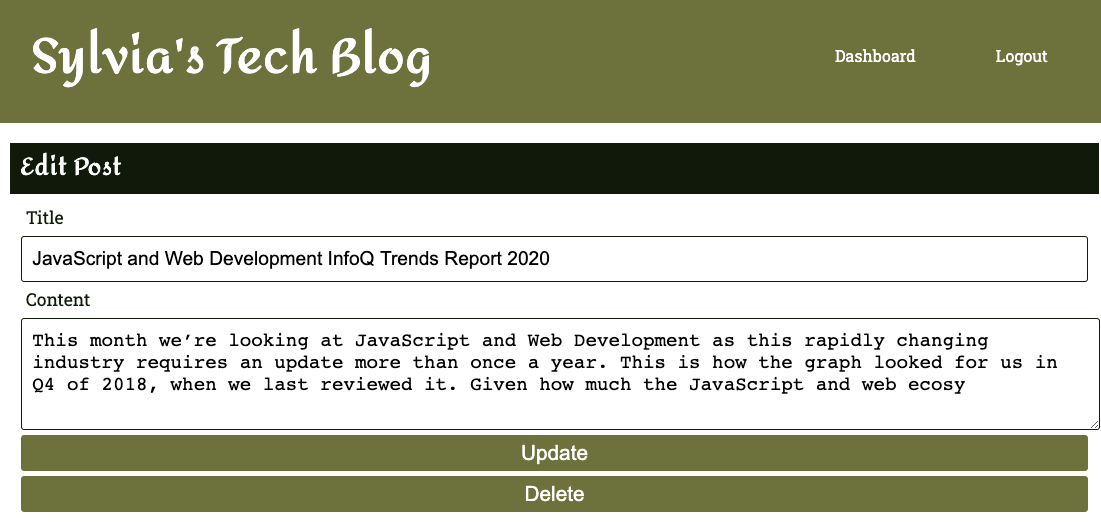 Sylvia's Tech Blog
Dashboard
Logout
Edit Post
Title
JavaScript and Web Development InfoQ Trends Report 2020
Content
This month we’re looking at JavaScript and Web Development as this rapidly changing
industry requires an update more than once a year. This is how the graph looked for us in
Q4 of 2018, when we last reviewed it. Given how much the JavaScript and web ecosy
Update
Delete